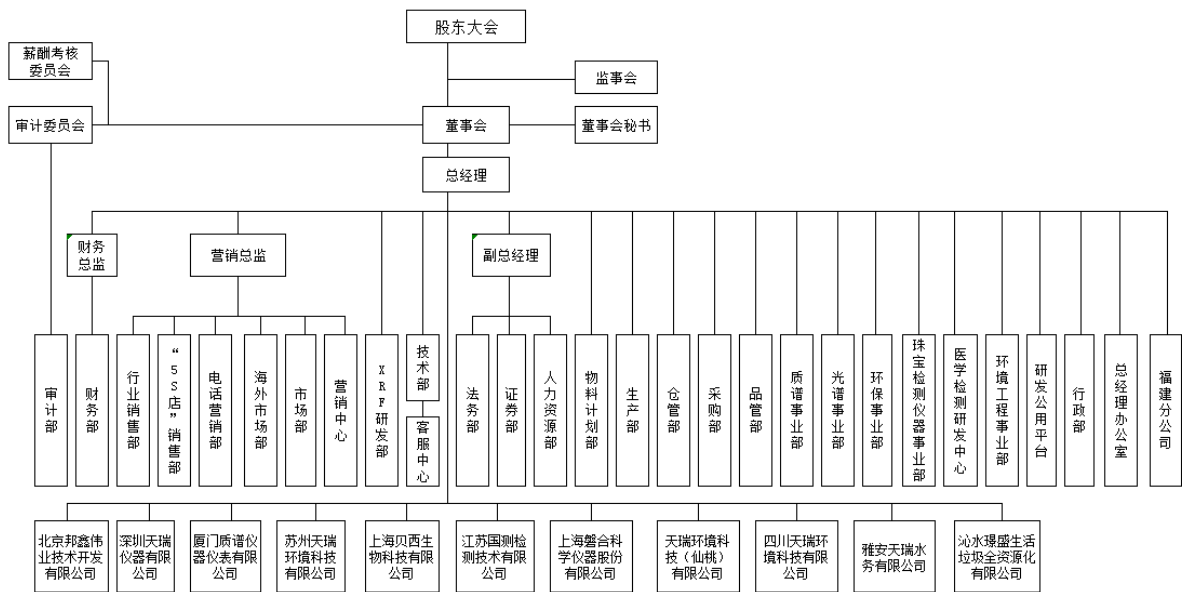 股东大会
薪酬考核
委员会
监事会
审计委员会
董事会
董事会秘书
总经理
财务
总监
营销总监
副总经理
审计部
财务部
行业销售部
“5S店”销售部
电话营销部
海外市场部
市场部
营销中心
XRF研发部
技术部
客服中心
法务部
证券部
人力资源部
物料计划部
生产部
仓管部
采购部
品管部
质谱事业部
光谱事业部
环保事业部
珠宝检测仪器事业部
医学检测研发中心
环境工程事业部
研发公用平台
行政部
总经理办公室
福建分公司
北京邦鑫伟
业技术开发
有限公司
深圳天瑞
仪器有限
公司
厦门质谱仪
器仪表有限
公司
苏州天瑞
环境科技
有限公司
上海贝西生
物科技有限
公司
江苏国测检
测技术有限
公司
上海磐合科
学仪器股份
有限公司
天瑞环境科
技（仙桃）
有限公司
四川天瑞环
境科技有限
公司
雅安天瑞水
务有限公司
沁水璟盛生活
垃圾全资源化
有限公司